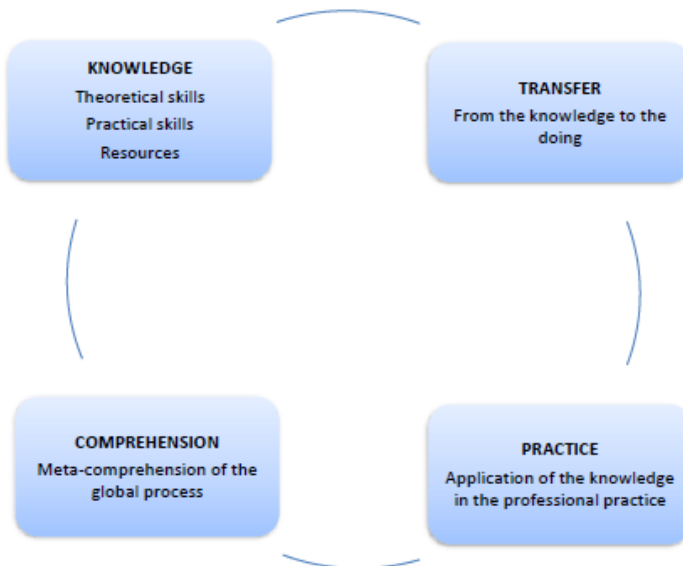 KNOWLEDGE
Theoretical skills
Practical skills
Resources
TRANSFER
From the knowledge to the
doing
COMPREHENSION
Meta-comprehension of the
global process
PRACTICE
Application of the knowledge
in the professional practice